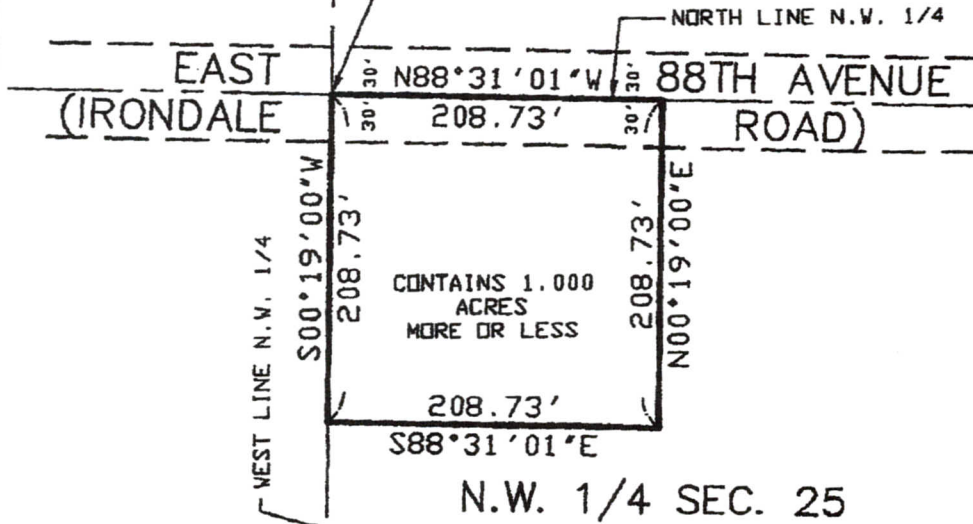 NORTH LINE N.W. 1/4
EAST 30' N88°31'01"W 30' 88TH AVENUE
(IRONDALE 30' 208.73' 30' ROAD)
S00°19'00"W
208.73'
208.73'
N00°19'00"E
WEST LINE N.W. 1/4
CONTAINS 1.000
ACRES
MORE OR LESS
208.73'
S88°31'01"E
N.W. 1/4 SEC. 25